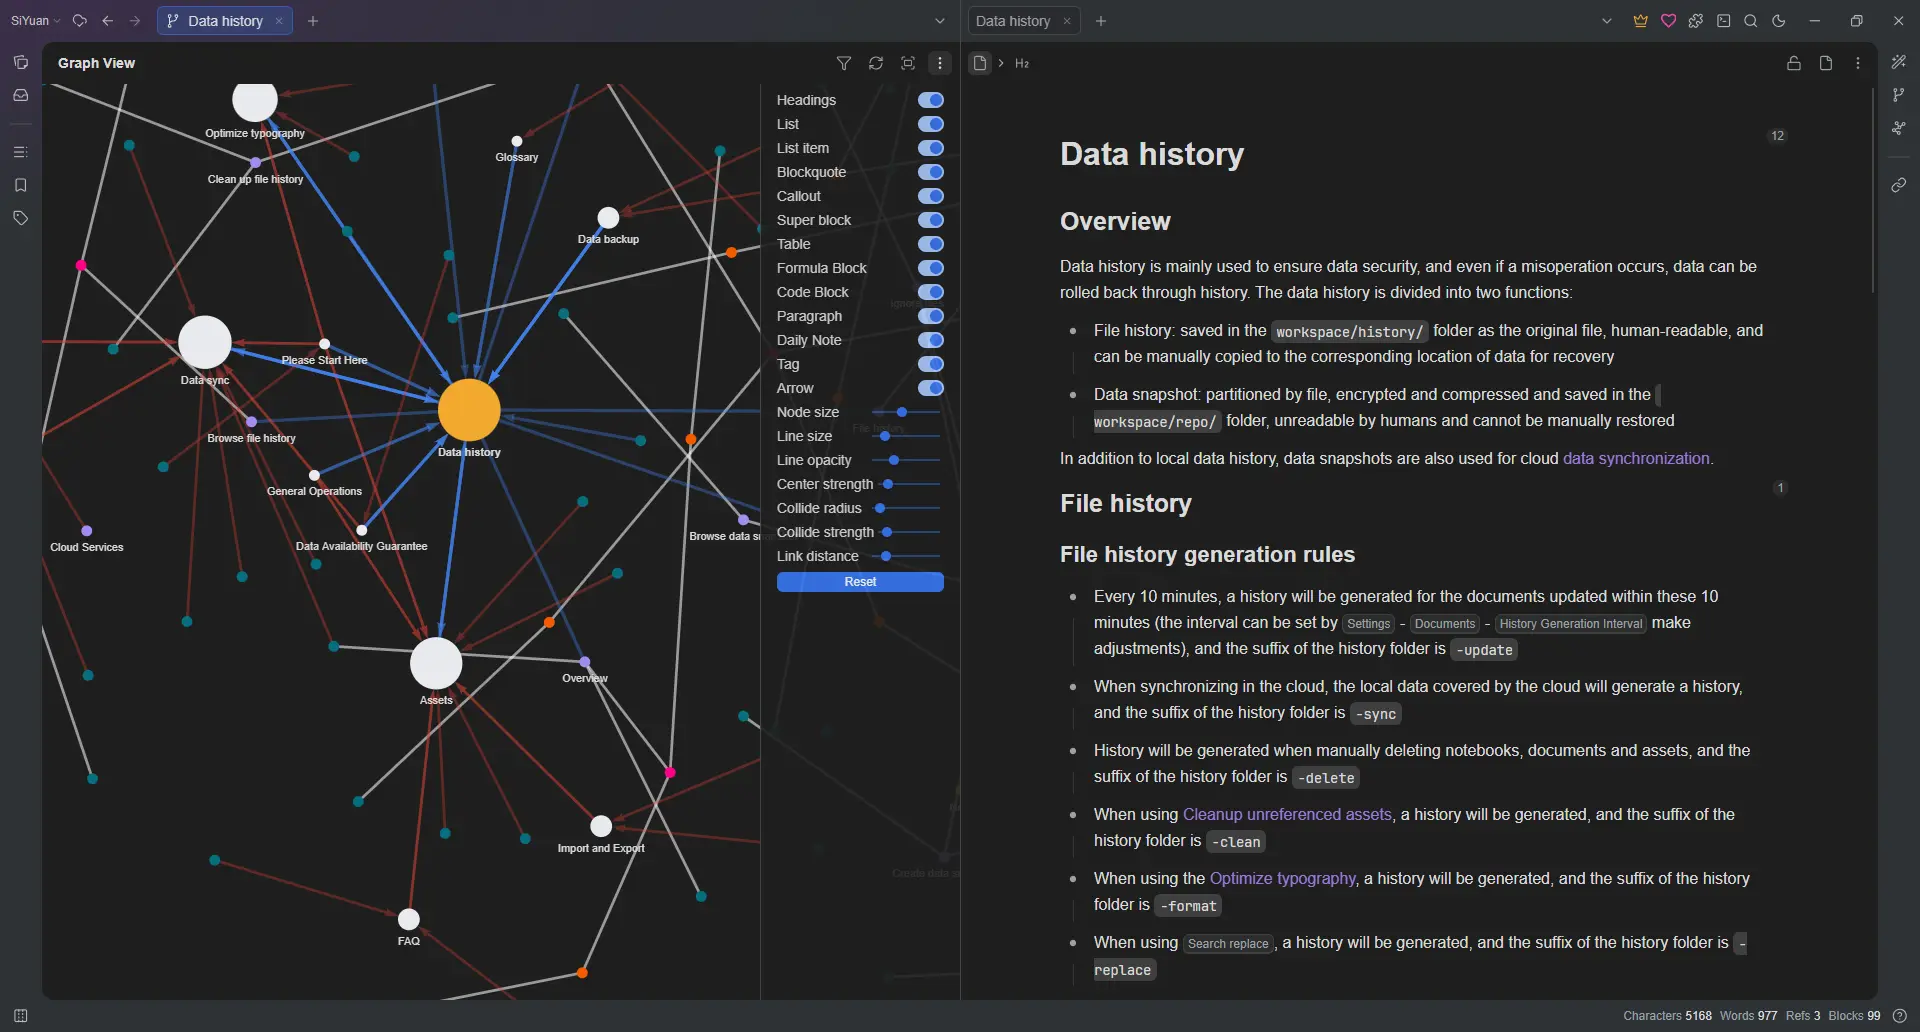 SiYuan
Data history
Data history
Graph View
Optimize typography
Clean up file history
Glossary
Data backup
Data sync
Please Start Here
Browse file history
Data history
General Operations
Data Availability Guarantee
Cloud Services
Browse data s
Overview
Assets
Import and Export
FAQ
Headings
List
List item
Blockquote
Callout
Super block
Table
Formula Block
Code Block
Paragraph
Daily Note
Tag
Arrow
Node size
File history
Line size
Line opacity
Center strength
Collide radius
Collide strength
Link distance
Reset
Create data s
H2
12
Data history
Overview
Data history is mainly used to ensure data security, and even if a misoperation occurs, data can be
rolled back through history. The data history is divided into two functions:
File history: saved in the workspace/history/ folder as the original file, human-readable, and
can be manually copied to the corresponding location of data for recovery
Data snapshot: partitioned by file, encrypted and compressed and saved in the
workspace/repo/ folder, unreadable by humans and cannot be manually restored
In addition to local data history, data snapshots are also used for cloud data synchronization.
1
File history
File history generation rules
Every 10 minutes, a history will be generated for the documents updated within these 10
minutes (the interval can be set by Settings - Documents - History Generation Interval make
adjustments), and the suffix of the history folder is -update
When synchronizing in the cloud, the local data covered by the cloud will generate a history,
and the suffix of the history folder is -sync
History will be generated when manually deleting notebooks, documents and assets, and the
suffix of the history folder is -delete
When using Cleanup unreferenced assets, a history will be generated, and the suffix of the
history folder is -clean
When using the Optimize typography, a history will be generated, and the suffix of the history
folder is -format
When using Search replace, a history will be generated, and the suffix of the history folder is -
replace
Characters 5168 Words 977 Refs 3 Blocks 99